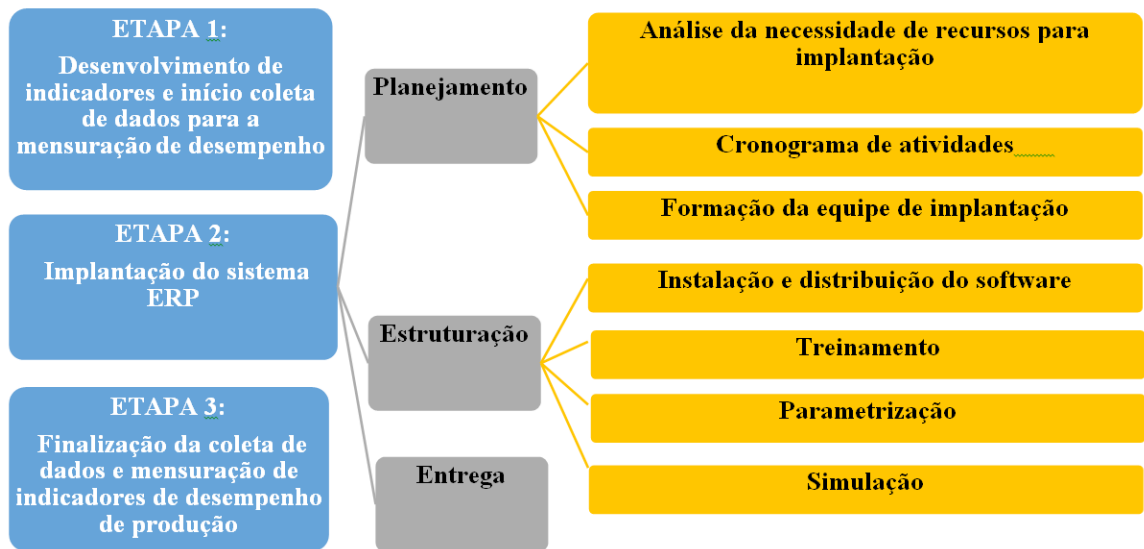 ETAPA 1:
Desenvolvimento de
indicadores e início coleta
de dados para a
mensuração de desempenho
ETAPA 2:
Implantação do sistema
ERP
ETAPA 3:
Finalização da coleta de
dados e mensuração de
indicadores de desempenho
de produção
Planejamento
Estruturação
Entrega
Análise da necessidade de recursos para
implantação
Cronograma de atividades
Formação da equipe de implantação
Instalação e distribuição do software
Treinamento
Parametrização
Simulação